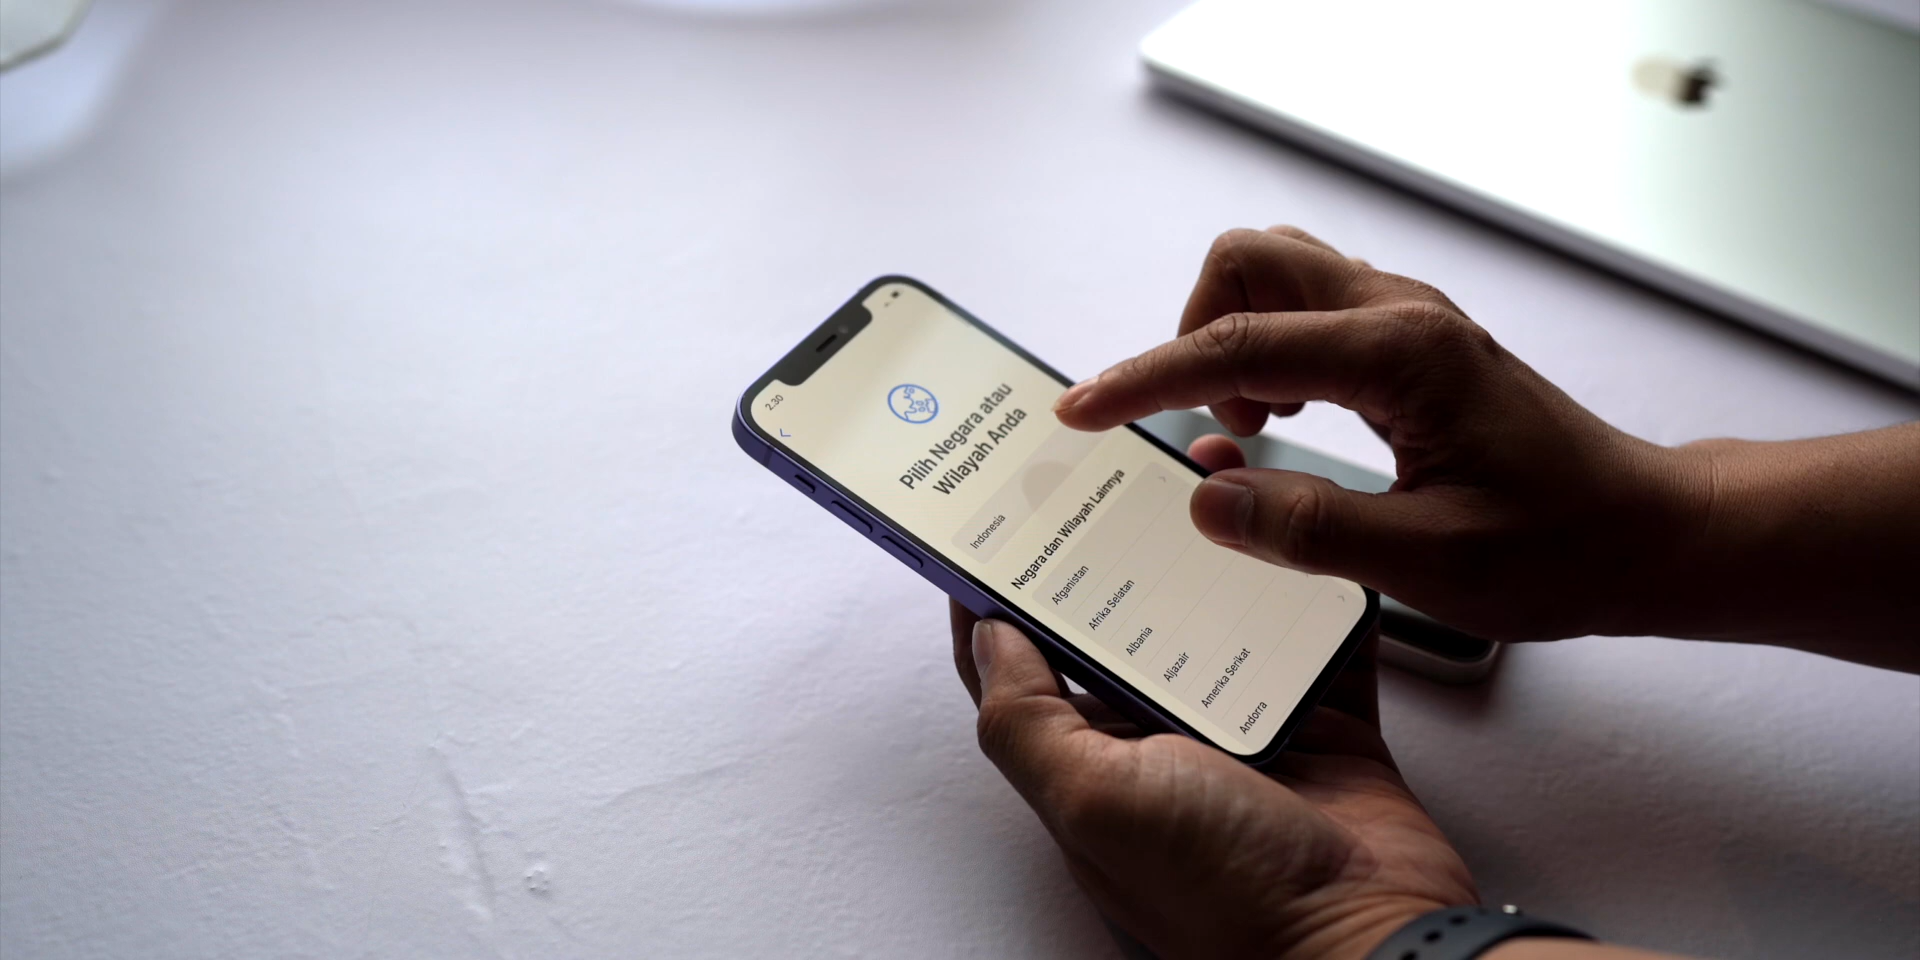 2.30
Pilih Negara atau
Wilayah Anda
Indonesia
Negara dan Wilayah Lainnya
Afganistan
Afrika Selatan
Albania
Aljazair
Amerika Serikat
Andorra